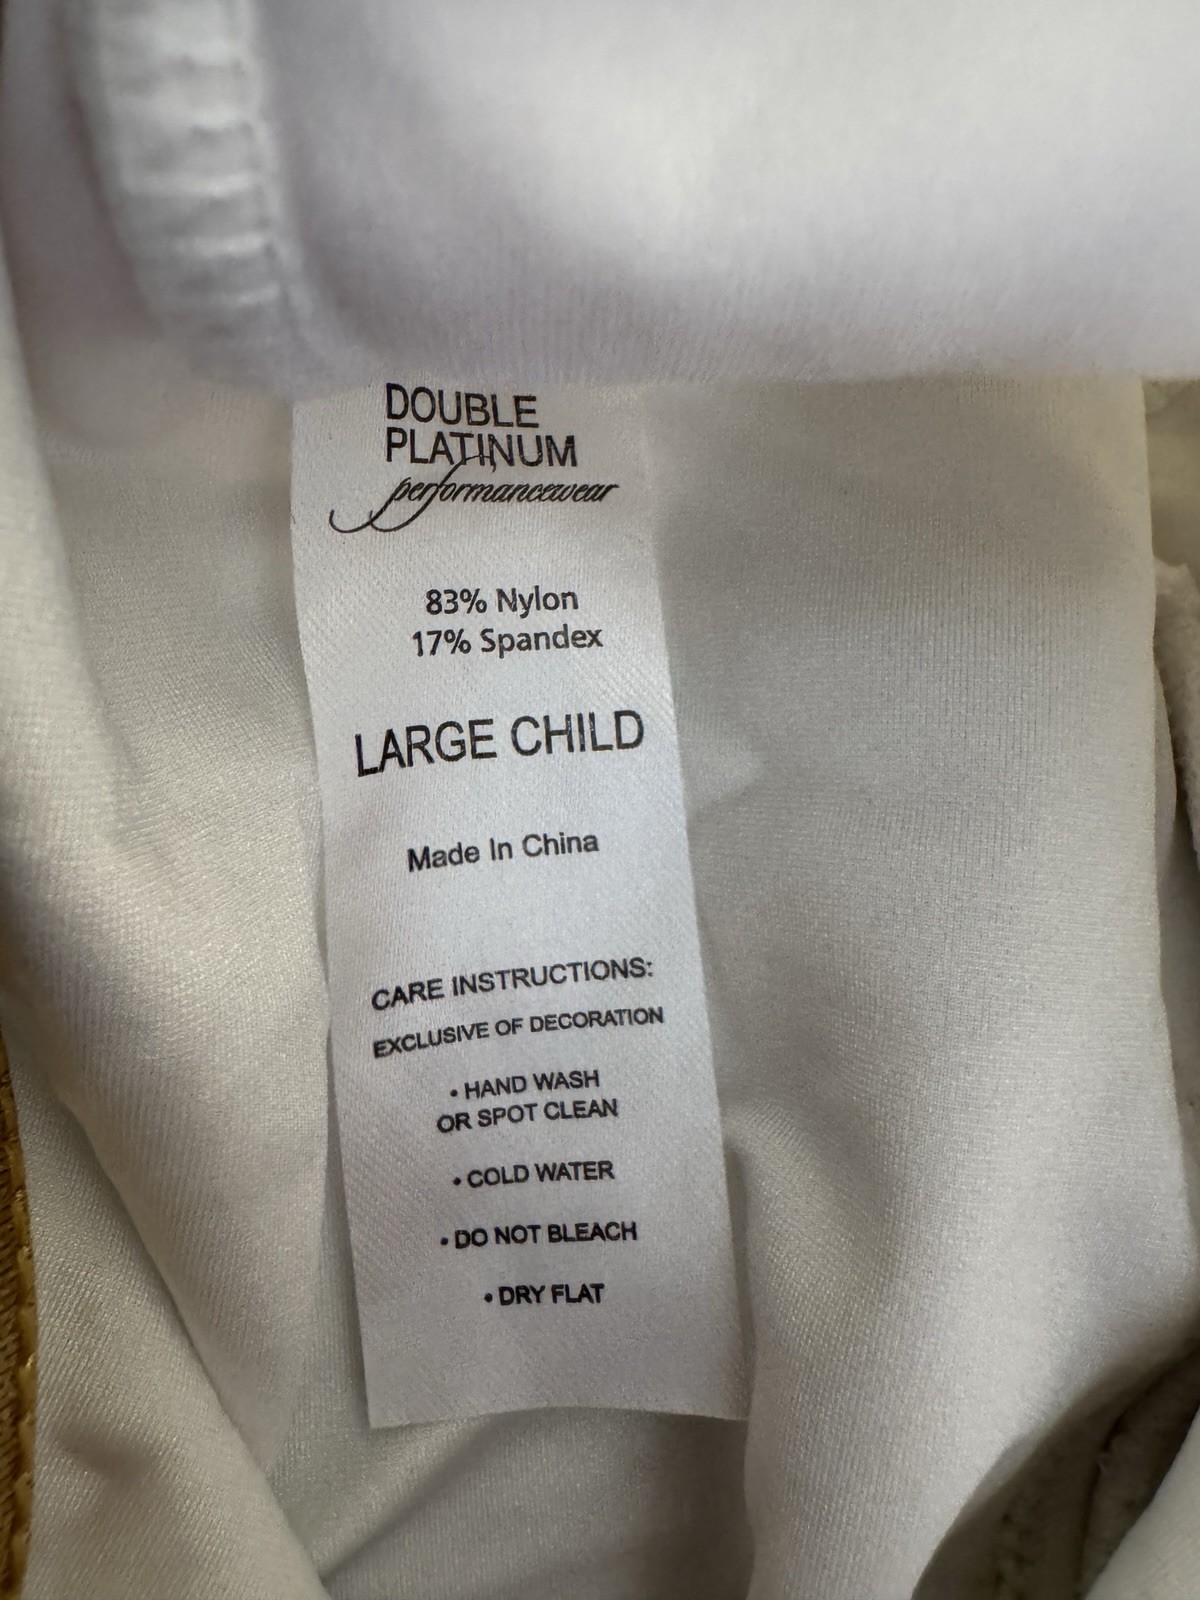 DOUBLE
PLATINUM
performancewear
83% Nylon
17% Spandex
LARGE CHILD
Made In China
CARE INSTRUCTIONS:
EXCLUSIVE OF DECORATION
• HAND WASH
OR SPOT CLEAN
• COLD WATER
• DO NOT BLEACH
• DRY FLAT